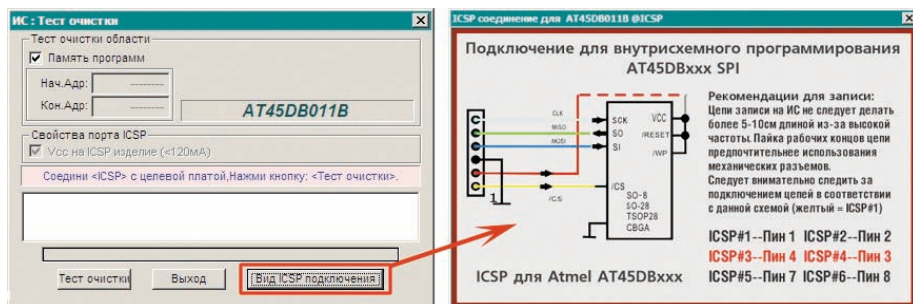 ИС : Тест очистки
Тест очистки области
Память программ
Нач.Адр: --------
Кон.Адр: --------
AT45DB011B
Свойства порта ICSP
Vcc на ICSP изделие (<120мА)
Соедини <ICSP> с целевой платой,Нажми кнопку: <Тест очистки>.
Тест очистки
Выход
Вид ICSP подключения
ICSP соединение для AT45DB011B @ICSP
Подключение для внутрисхемного программирования
AT45DBxxx SPI
CLK
MISO
MOSI
/CS
1
SCK
SO
SI
/CS
VCC
/RESET
/WP
SO-8
SO-28
TSOP28
CBGA
Рекомендации для записи:
Цепи записи на ИС не следует делать
более 5-10см длиной из-за высокой
частоты. Пайка рабочих концов цепи
предпочтительнее использования
механических разъемов.
Следует внимательно следить за
подключением цепей в соответствии
с данной схемой (желтый = ICSP#1)
ICSP#1--Пин 1 ICSP#2--Пин 2
ICSP#3--Пин 4 ICSP#4--Пин 3
ICSP#5--Пин 7 ICSP#6--Пин 8
ICSP для Atmel AT45DBxxx